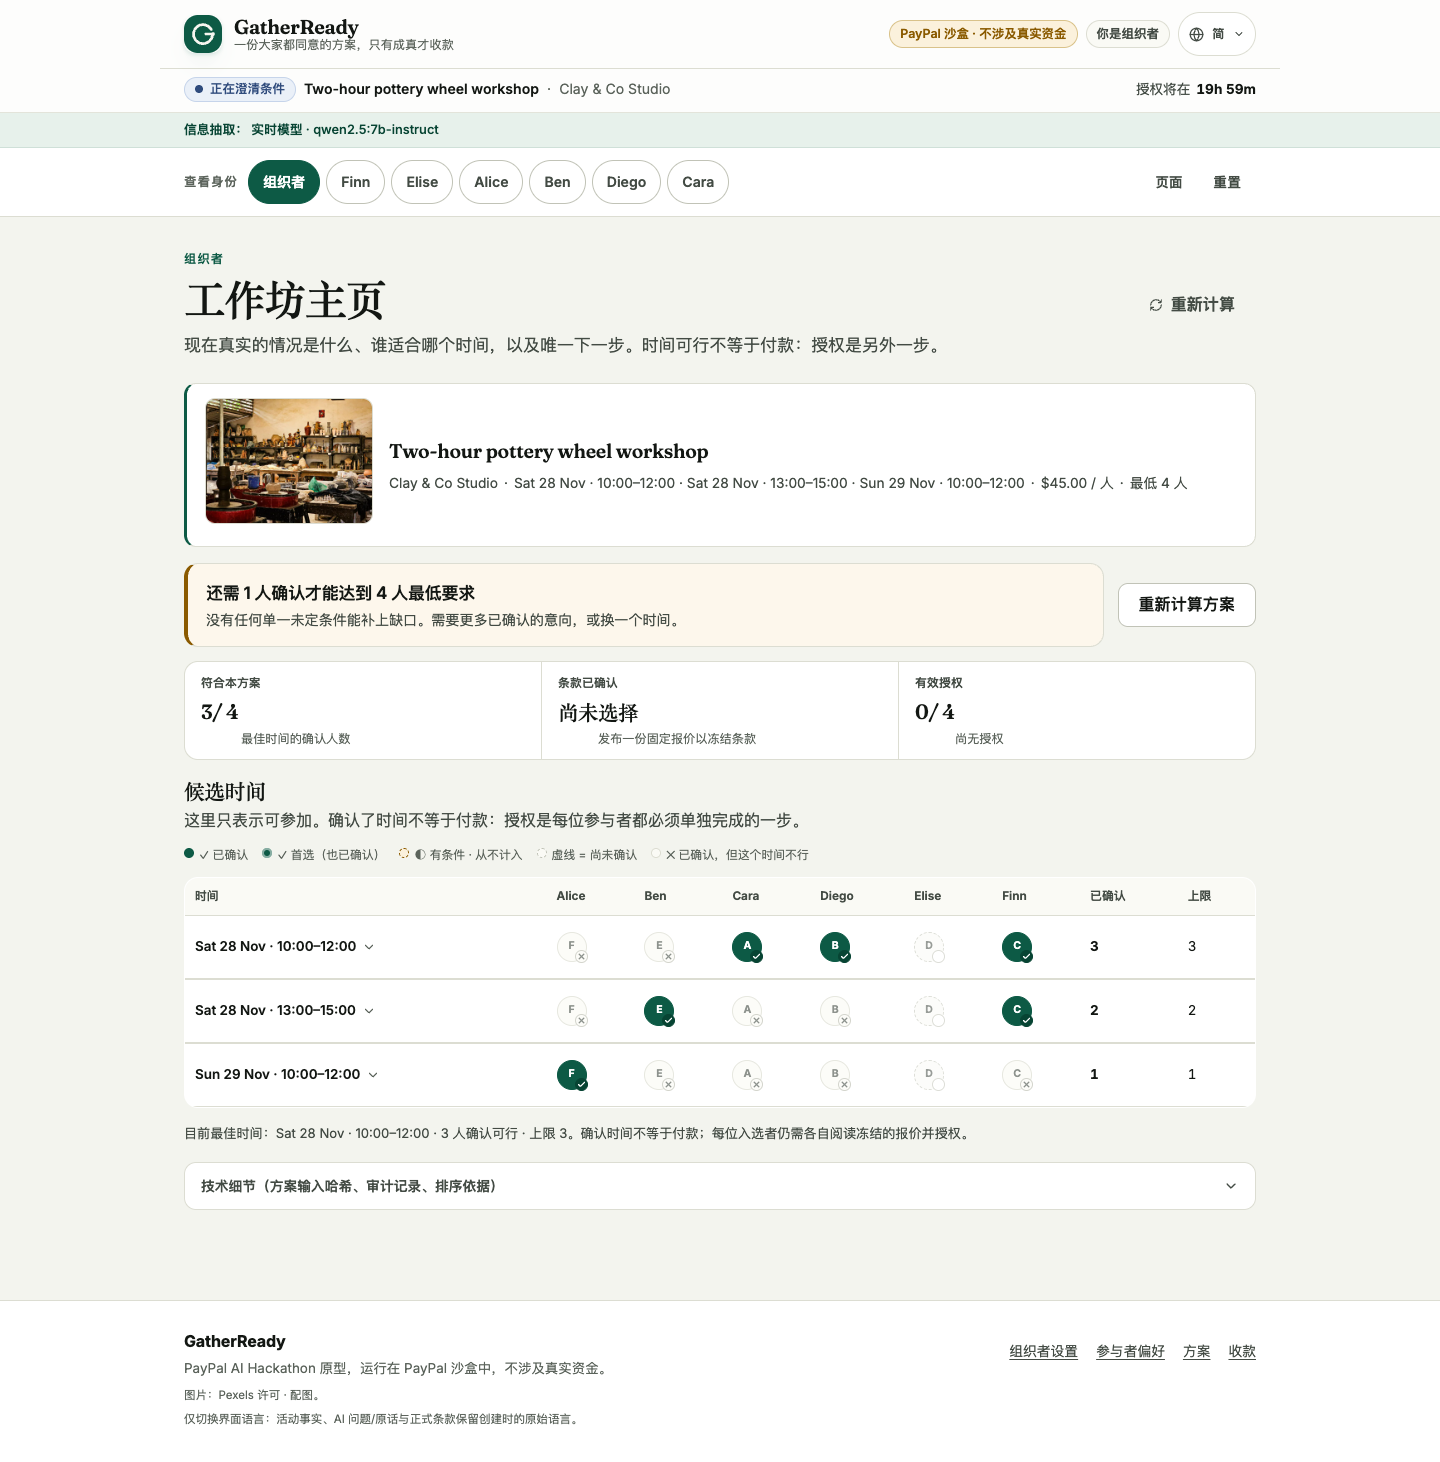 GatherReady
一份大家都同意的方案，只有成真才收款
PayPal 沙盒 · 不涉及真实资金
你是组织者
简
正在澄清条件 Two-hour pottery wheel workshop · Clay & Co Studio
授权将在 19h 59m
信息抽取： 实时模型 · qwen2.5:7b-instruct
查看身份 组织者 Finn Elise Alice Ben Diego Cara
页面 重置
组织者
工作坊主页
重新计算
现在真实的情况是什么、谁适合哪个时间，以及唯一下一步。时间可行不等于付款：授权是另外一步。
Two-hour pottery wheel workshop
Clay & Co Studio · Sat 28 Nov · 10:00–12:00 · Sat 28 Nov · 13:00–15:00 · Sun 29 Nov · 10:00–12:00 · $45.00 / 人 · 最低 4 人
还需 1 人确认才能达到 4 人最低要求
没有任何单一未定条件能补上缺口。需要更多已确认的意向，或换一个时间。
重新计算方案
符合本方案
3/4
最佳时间的确认人数
条款已确认
尚未选择
发布一份固定报价以冻结条款
有效授权
0/4
尚无授权
候选时间
这里只表示可参加。确认了时间不等于付款：授权是每位参与者都必须单独完成的一步。
✓ 已确认 ✓ 首选（也已确认） ◐ 有条件 · 从不计入 虚线 = 尚未确认 ✕ 已确认，但这个时间不行
时间 Alice Ben Cara Diego Elise Finn 已确认 上限
Sat 28 Nov · 10:00–12:00 F E A B D C 3 3
Sat 28 Nov · 13:00–15:00 F E A B D C 2 2
Sun 29 Nov · 10:00–12:00 F E A B D C 1 1
目前最佳时间：Sat 28 Nov · 10:00–12:00 · 3 人确认可行 · 上限 3。确认时间不等于付款；每位入选者仍需各自阅读冻结的报价并授权。
技术细节（方案输入哈希、审计记录、排序依据）
GatherReady
PayPal AI Hackathon 原型，运行在 PayPal 沙盒中，不涉及真实资金。
图片：Pexels 许可 · 配图。
仅切换界面语言：活动事实、AI 问题/原话与正式条款保留创建时的原始语言。
组织者设置 参与者偏好 方案 收款